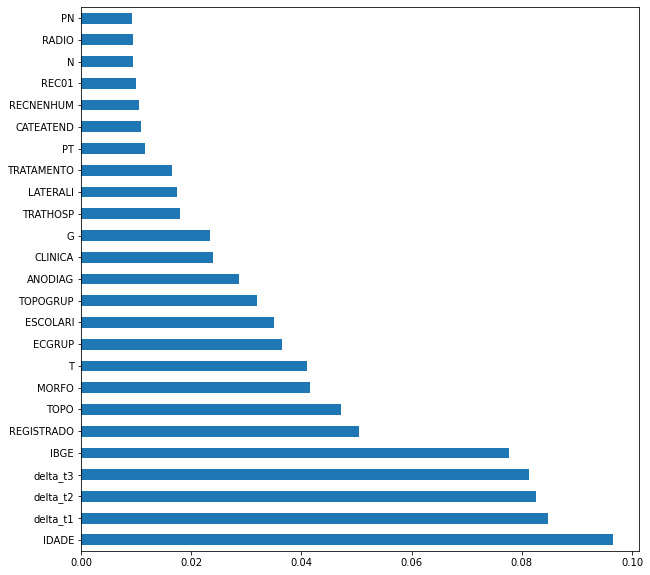 PN
RADIO
N
REC01
RECNENHUM
CATEATEND
PT
TRATAMENTO
LATERALI
TRATHOSP
G
CLINICA
ANODIAG
TOPOGRUP
ESCOLARI
ECGRUP
T
MORFO
TOPO
REGISTRADO
IBGE
delta_t3
delta_t2
delta_t1
IDADE
0.00 0.02 0.04 0.06 0.08 0.10